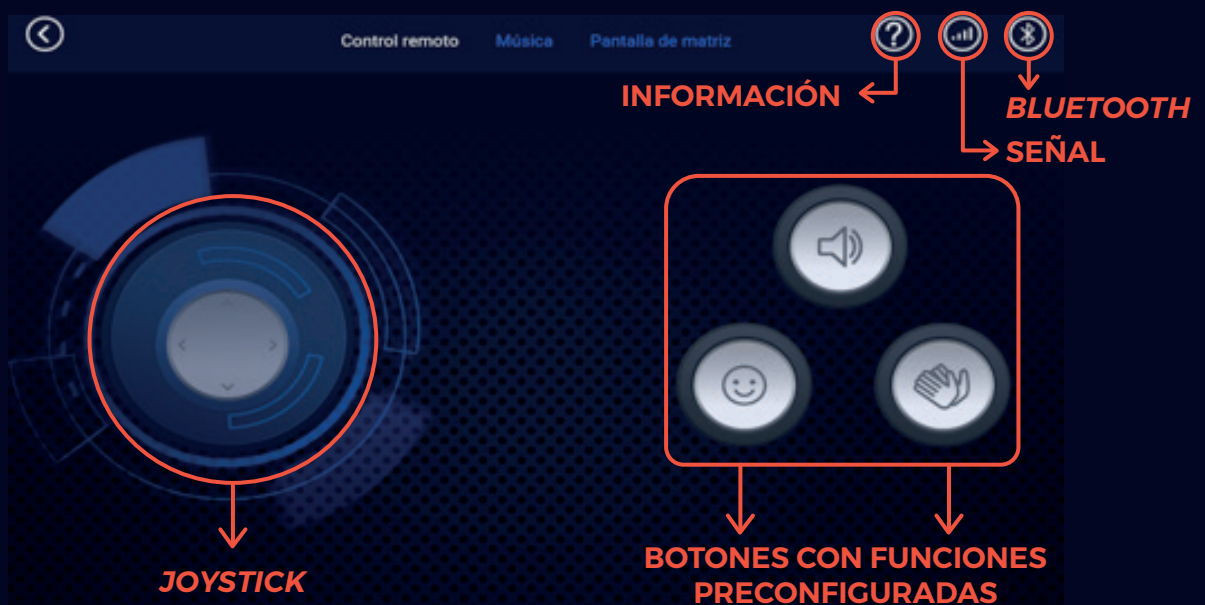 Control remoto Música Pantalla de matriz
INFORMACIÓN
BLUETOOTH
SEÑAL
JOYSTICK
BOTONES CON FUNCIONES
PRECONFIGURADAS